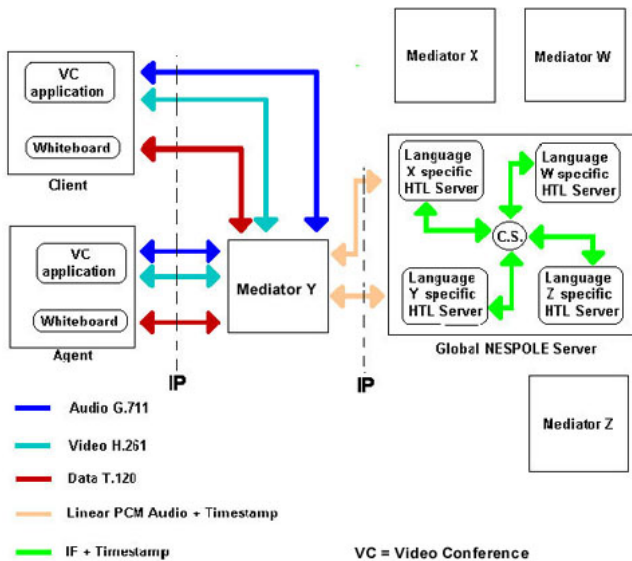 VC
application
Whiteboard
Client
VC
application
Whiteboard
Agent
Mediator Y
Mediator X
Mediator W
Language
X specific
HTL Server
Language
W specific
HTL Server
C.S.
Language
Y specific
HTL Server
Language
Z specific
HTL Server
Global NESPOLE Server
IP
IP
Mediator Z
Audio G.711
Video H.261
Data T.120
Linear PCM Audio + Timestamp
IF + Timestamp
VC = Video Conference